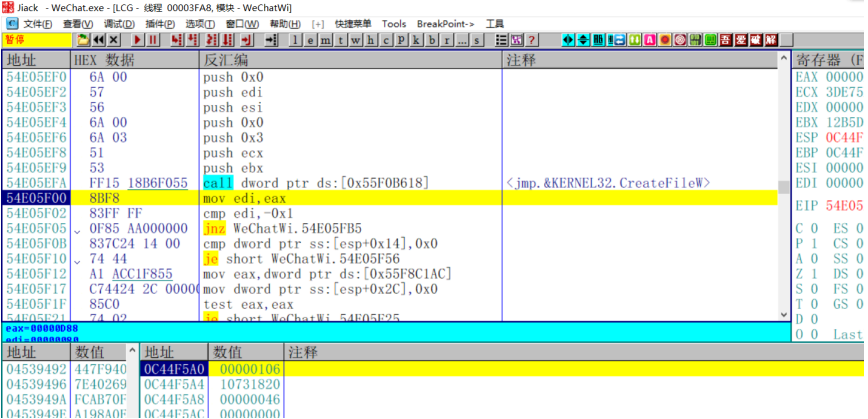 Jiack - WeChat.exe - [LCG - 线程 00003FA8, 模块 - WeChatWi]
文件(F) 查看(V) 调试(D) 插件(P) 选项(T) 窗口(W) 帮助(H) [+] 快捷菜单 Tools BreakPoint-> 工具
暂停 l e m t w h c P k b r ... s ? 吾 爱 破 解
地址 HEX 数据 反汇编 注释 寄存器 (F
54E05EF0 6A 00 push 0x0 EAX 00000
54E05EF2 57 push edi ECX 3DE75
54E05EF3 56 push esi EDX 00000
54E05EF4 6A 00 push 0x0 EBX 12B5D
54E05EF6 6A 03 push 0x3 ESP 0C44F
54E05EF8 51 push ecx EBP 0C44F
54E05EF9 53 push ebx ESI 00000
54E05EFA FF15 18B6F055 call dword ptr ds:[0x55F0B618] <jmp.&KERNEL32.CreateFileW> EDI 00000
54E05F00 8BF8 mov edi,eax EIP 54E05
54E05F02 83FF FF cmp edi,-0x1
54E05F05 0F85 AA000000 jnz WeChatWi.54E05FB5 C 0 ES 0
54E05F0B 837C24 14 00 cmp dword ptr ss:[esp+0x14],0x0 P 1 CS 0
54E05F10 74 44 je short WeChatWi.54E05F56 A 0 SS 0
54E05F12 A1 ACC1F855 mov eax,dword ptr ds:[0x55F8C1AC] Z 1 DS 0
54E05F17 C74424 2C 00000 mov dword ptr ss:[esp+0x2C],0x0 S 0 FS 0
54E05F1F 85C0 test eax,eax T 0 GS 0
54E05F21 74 02 je short WeChatWi.54E05F25 D 0
eax=00000D88 O 0 Last
edi=00000080
地址 数值 地址 数值 注释
04539492 447F940 0C44F5A0 00000106
04539496 7E40269 0C44F5A4 10731820
0453949A FCAB70F 0C44F5A8 00000046
0453949E A198A0F 0C44F5AC 00000000